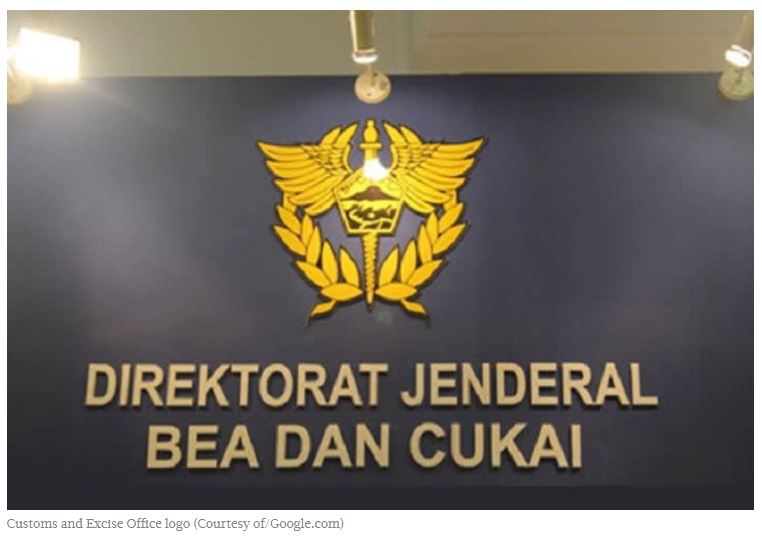 DIREKTORAT JENDERAL
BEA DAN CUKAI
Customs and Excise Office logo (Courtesy of/Google.com)